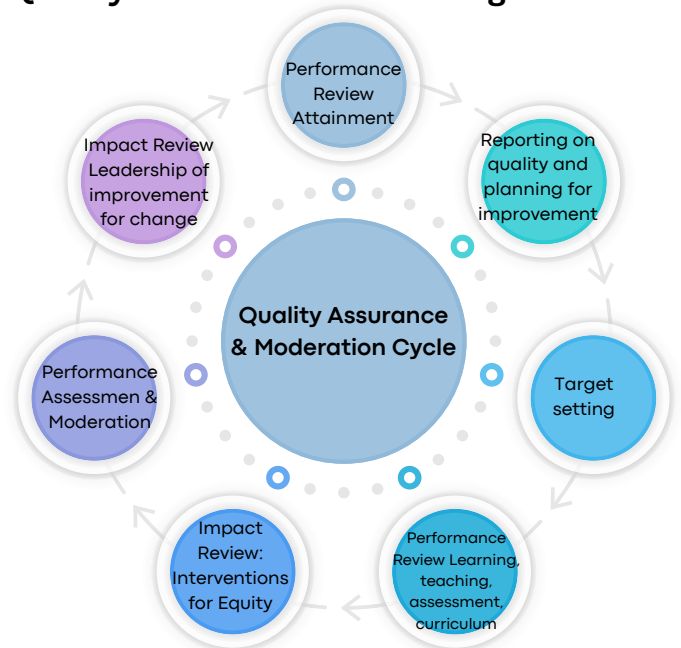 Performance
Review
Attainment
Reporting on
quality and
planning for
improvement
Target
setting
Performance
Review Learning,
teaching,
assessment,
curriculum
Impact
Review:
Interventions
for Equity
Performance
Assessmen &
Moderation
Impact Review
Leadership of
improvement
for change
Quality Assurance
& Moderation Cycle